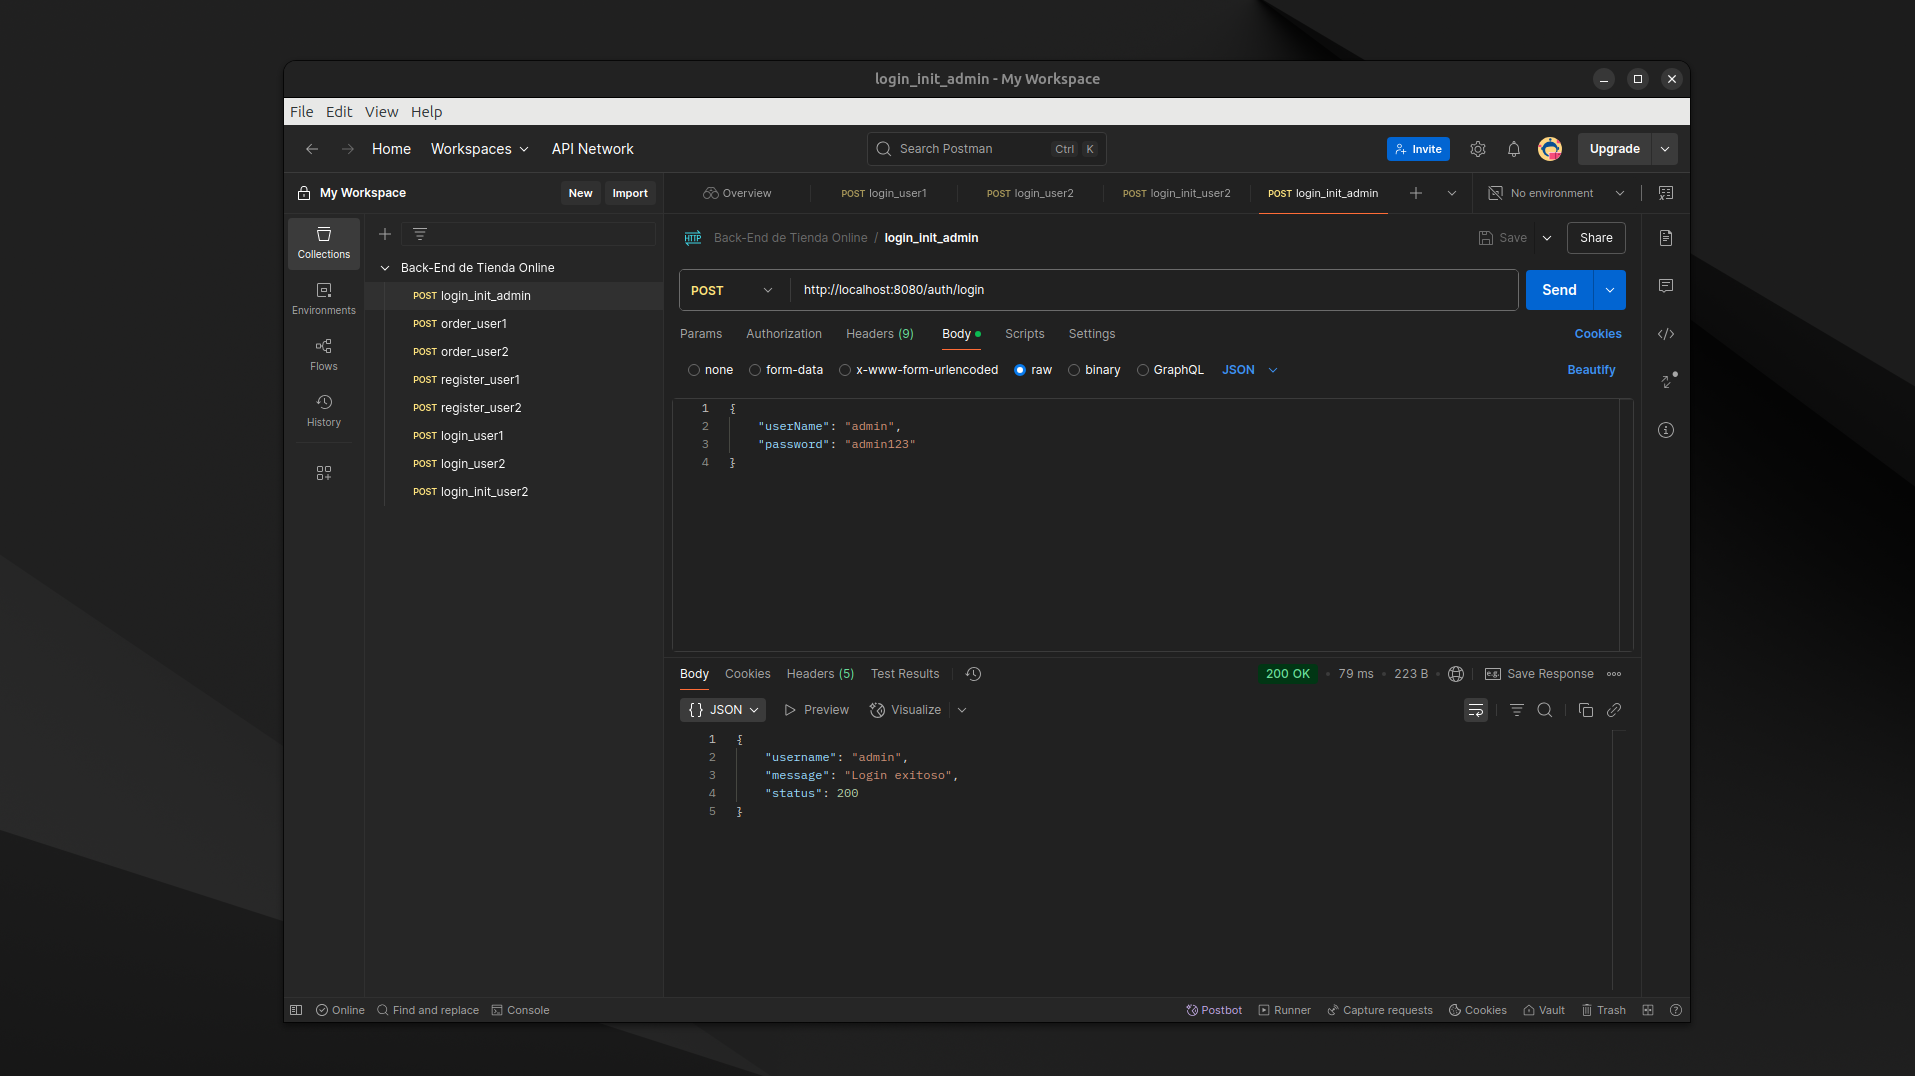 login_init_admin - My Workspace
File Edit View Help
Home Workspaces API Network Search Postman Ctrl K Invite Upgrade
My Workspace New Import Overview POST login_user1 POST login_user2 POST login_init_user2 POST login_init_admin No environment
Collections
Environments
Flows
History
Back-End de Tienda Online
POST login_init_admin
POST order_user1
POST order_user2
POST register_user1
POST register_user2
POST login_user1
POST login_user2
POST login_init_user2
HTTP Back-End de Tienda Online / login_init_admin Save Share
POST http://localhost:8080/auth/login Send
Params Authorization Headers (9) Body Scripts Settings Cookies
none form-data x-www-form-urlencoded raw binary GraphQL JSON Beautify
1 {
2 "userName": "admin",
3 "password": "admin123"
4 }
Body Cookies Headers (5) Test Results 200 OK • 79 ms • 223 B • e.g. Save Response
{} JSON Preview Visualize
1 {
2 "username": "admin",
3 "message": "Login exitoso",
4 "status": 200
5 }
Online Find and replace Console Postbot Runner Capture requests Cookies Vault Trash